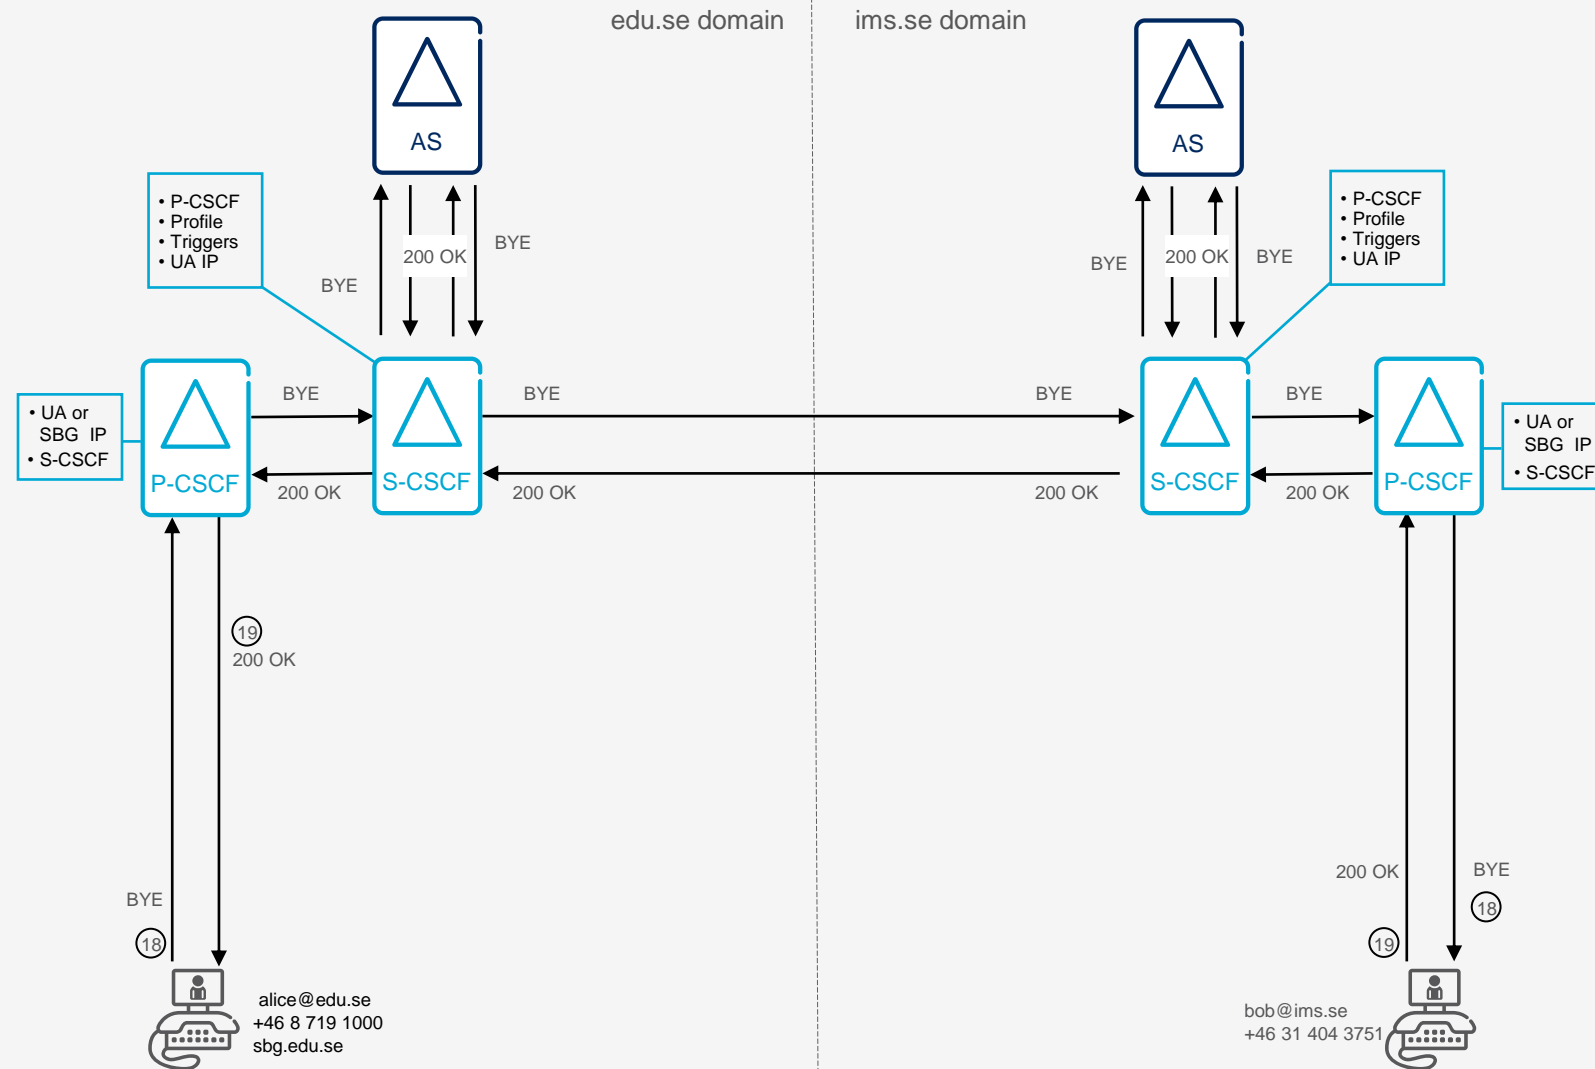 edu.se domain
ims.se domain
AS
AS
• P-CSCF
• Profile
• Triggers
• UA IP
• P-CSCF
• Profile
• Triggers
• UA IP
BYE
200 OK
BYE
BYE
200 OK
BYE
• UA or
SBG IP
• S-CSCF
P-CSCF
BYE
200 OK
S-CSCF
BYE
200 OK
BYE
200 OK
S-CSCF
BYE
200 OK
P-CSCF
• UA or
SBG IP
• S-CSCF
19
200 OK
BYE
18
200 OK
19
BYE
18
alice@edu.se
+46 8 719 1000
sbg.edu.se
bob@ims.se
+46 31 404 3751